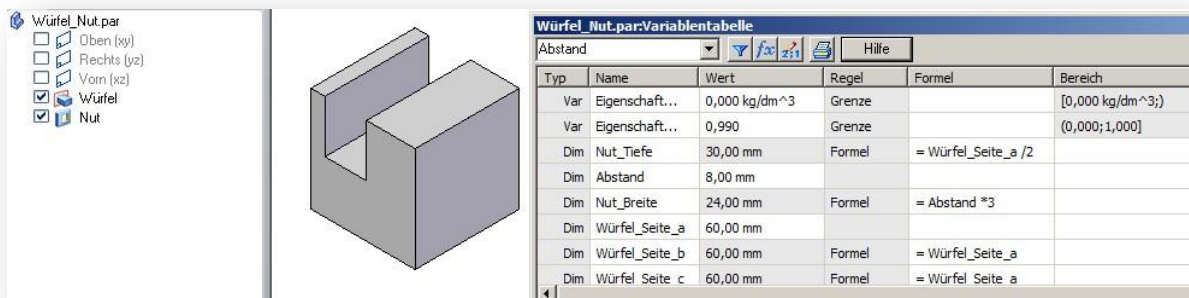 Würfel_Nut.par
Oben (xy)
Rechts (yz)
Vorn (xz)
Würfel
Nut
Würfel_Nut.par:Variablentabelle
Abstand
fx
Hilfe
Typ Name Wert Regel Formel Bereich
Var Eigenschaft... 0,000 kg/dm^3 Grenze [0,000 kg/dm^3;)
Var Eigenschaft... 0,990 Grenze (0,000;1,000]
Dim Nut_Tiefe 30,00 mm Formel = Würfel_Seite_a /2
Dim Abstand 8,00 mm
Dim Nut_Breite 24,00 mm Formel = Abstand *3
Dim Würfel_Seite_a 60,00 mm
Dim Würfel_Seite_b 60,00 mm Formel = Würfel_Seite_a
Dim Würfel_Seite_c 60,00 mm Formel = Würfel_Seite_a